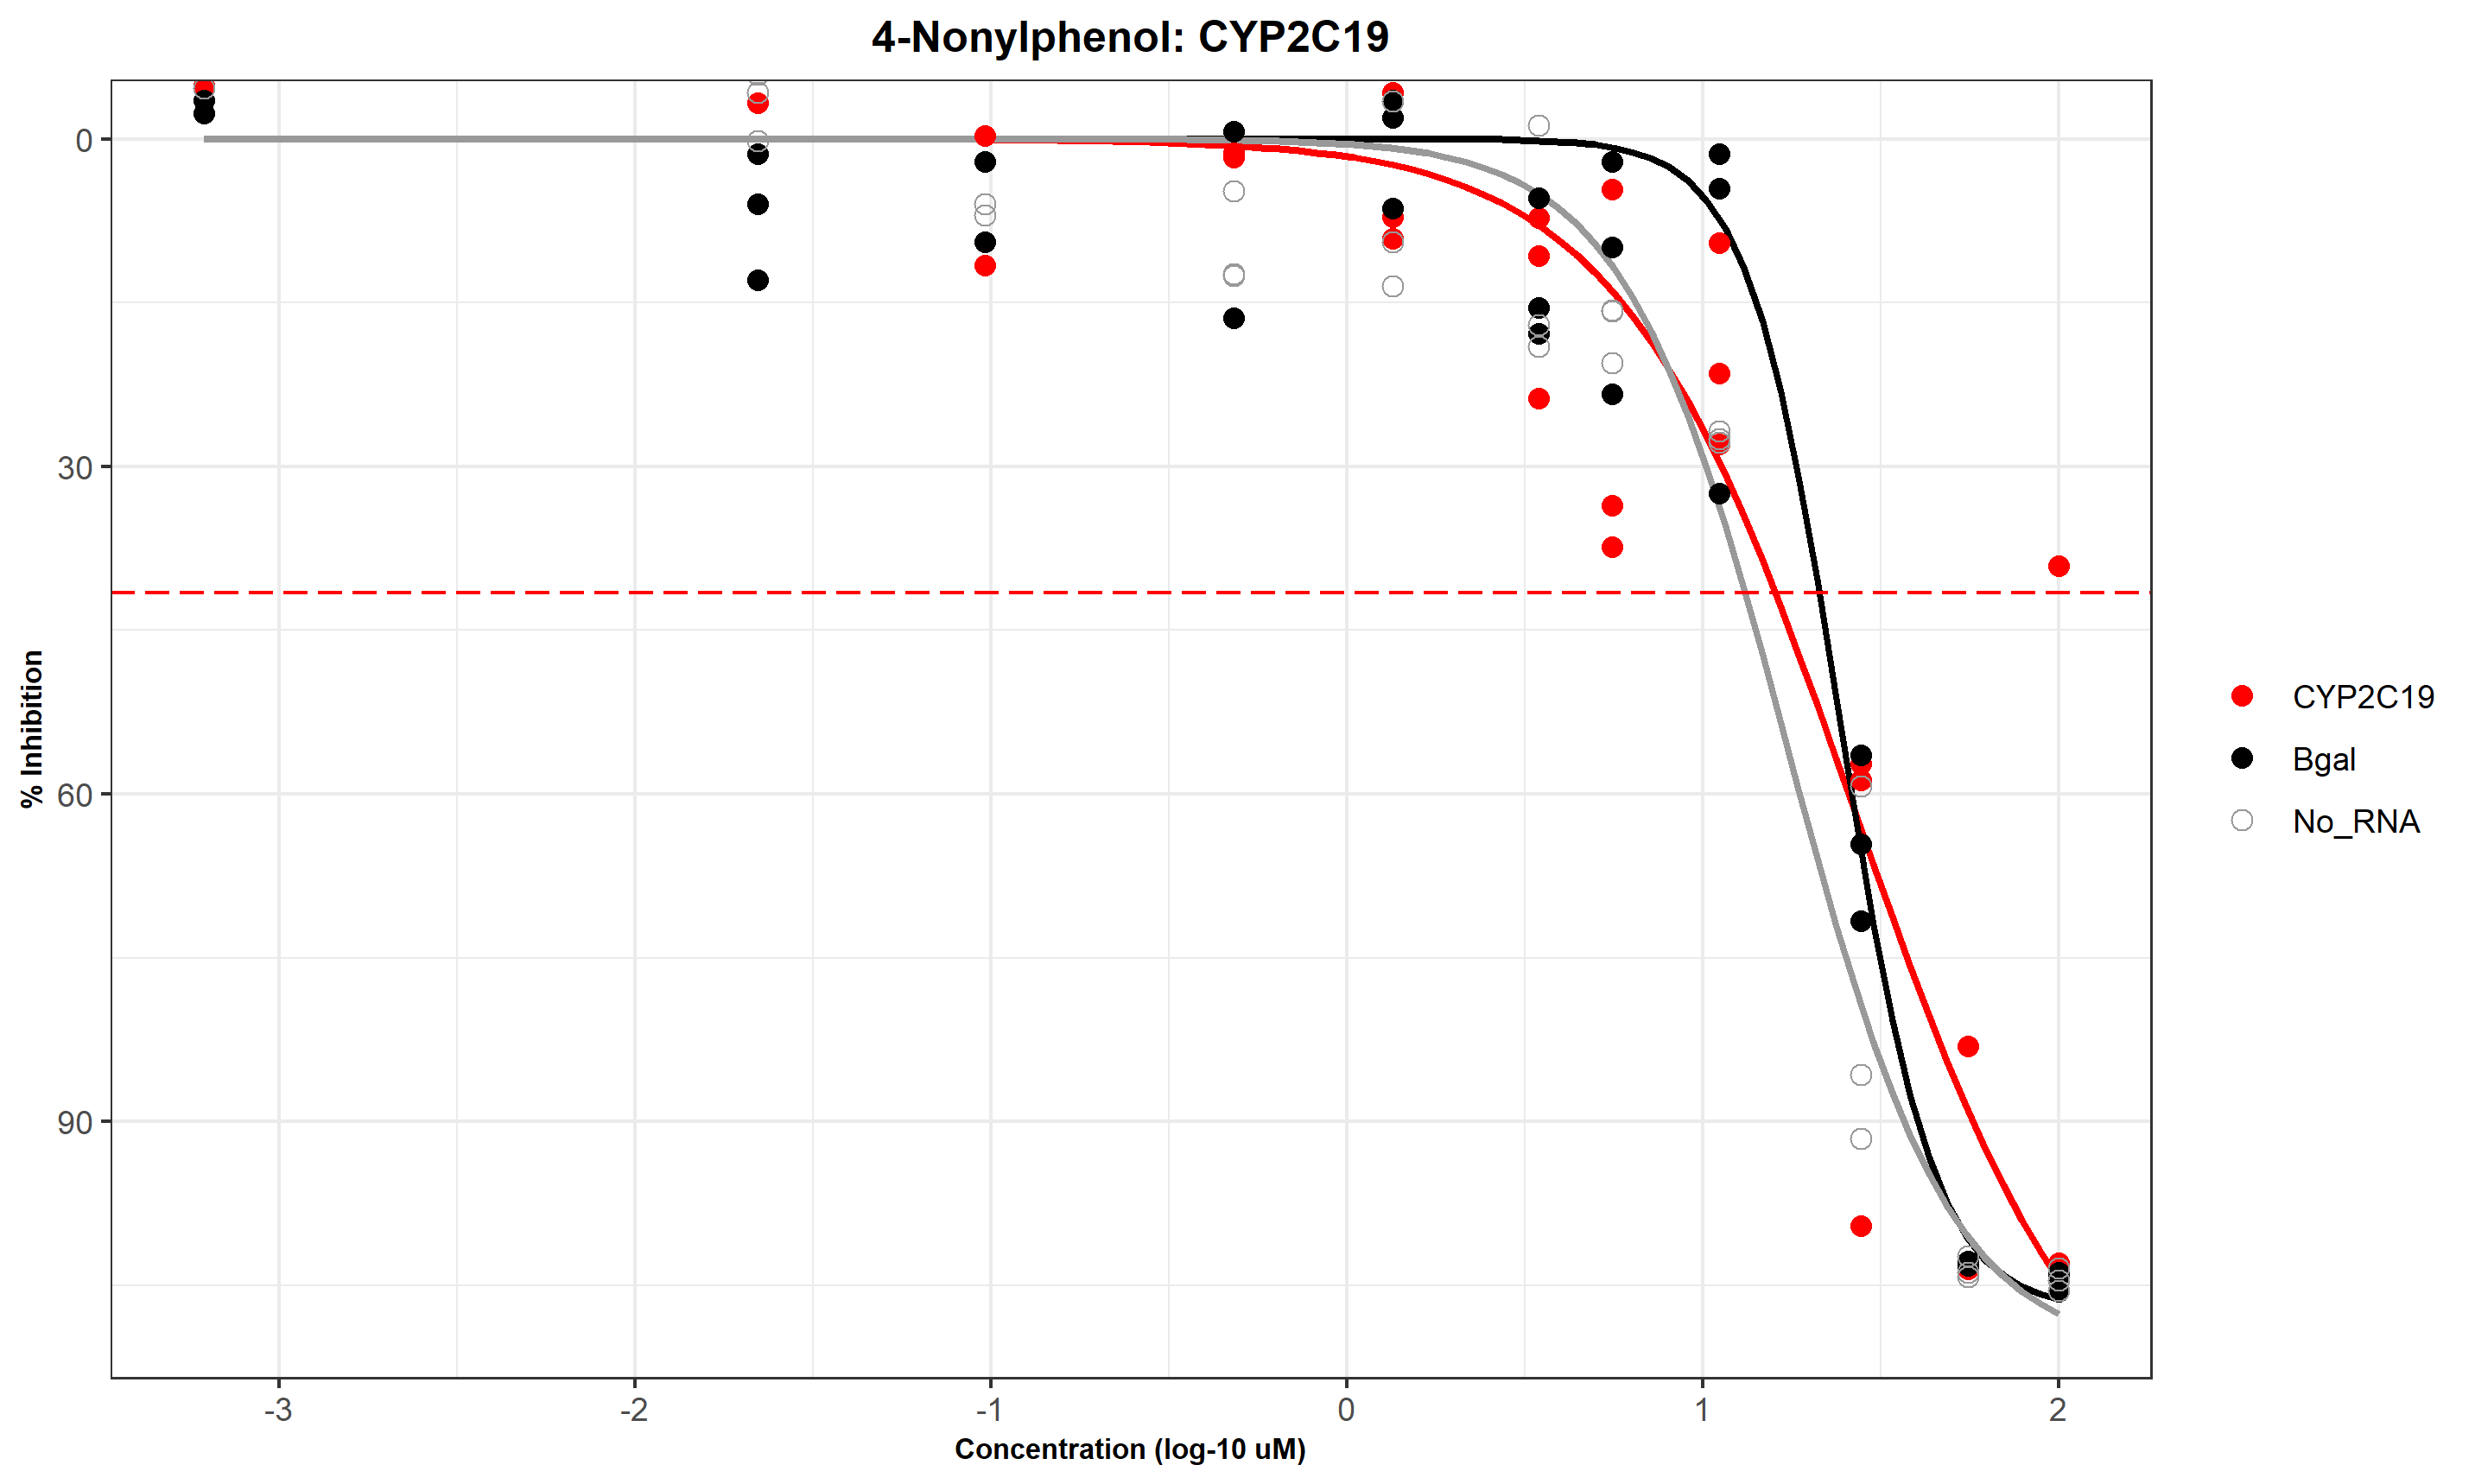 4-Nonylphenol: CYP2C19
% Inhibition
0
30
60
90
-3
-2
-1
0
1
2
Concentration (log-10 uM)
CYP2C19
Bgal
No_RNA